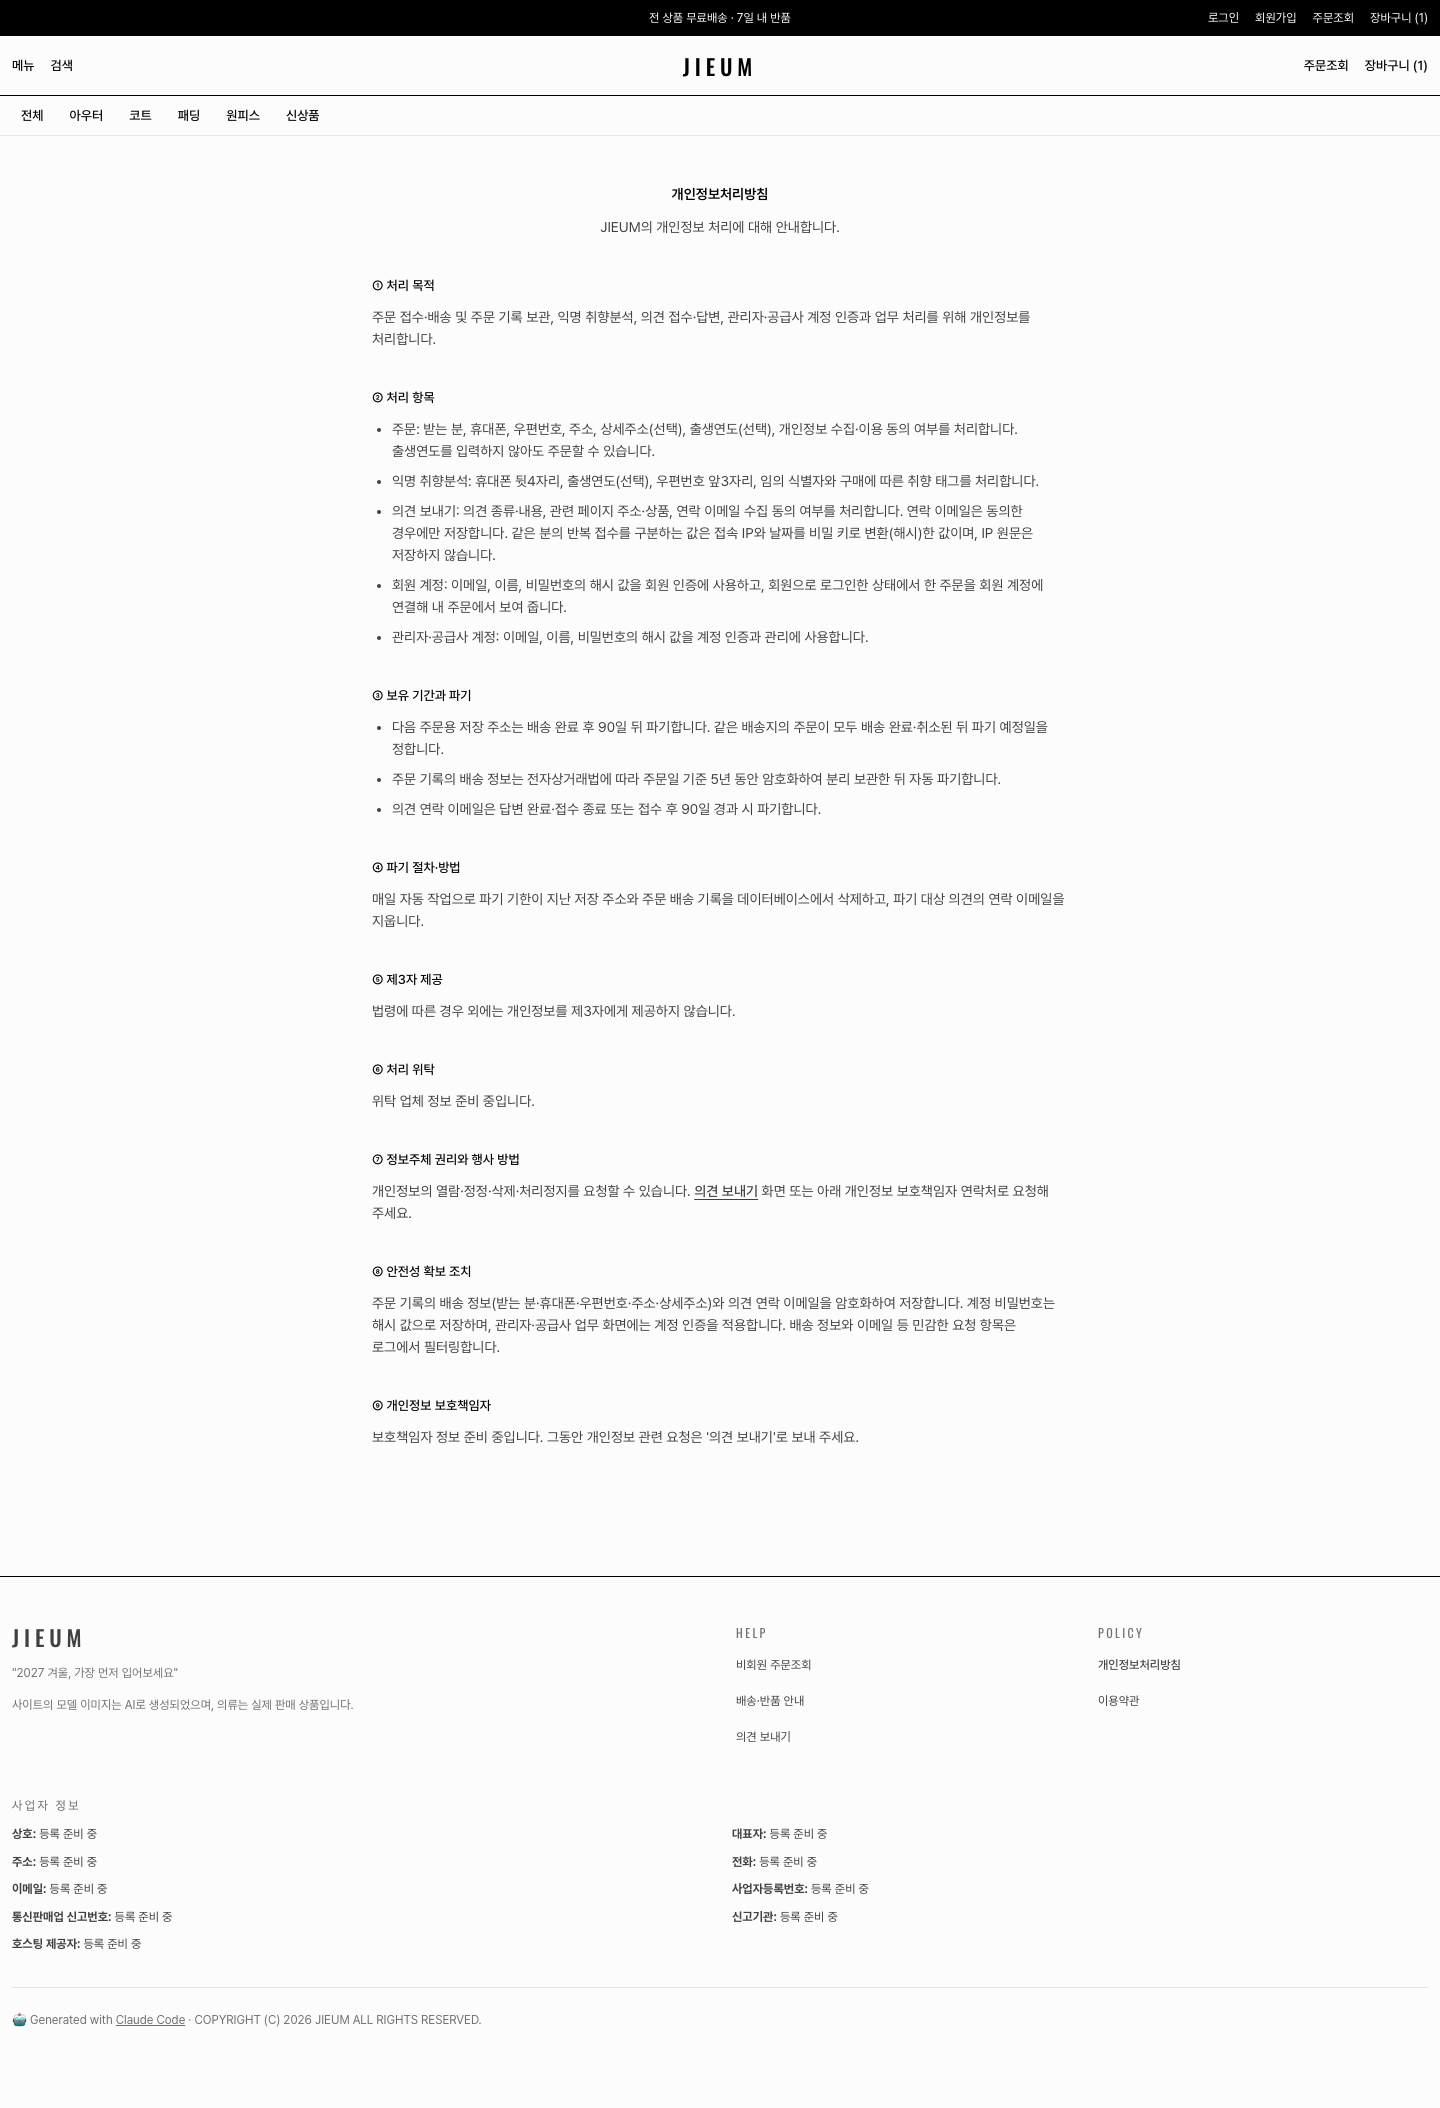 전 상품 무료배송 · 7일 내 반품
로그인 회원가입 주문조회 장바구니 (1)
메뉴 검색
JIEUM
주문조회 장바구니 (1)
전체 아우터 코트 패딩 원피스 신상품
개인정보처리방침
JIEUM의 개인정보 처리에 대해 안내합니다.
① 처리 목적
주문 접수·배송 및 주문 기록 보관, 익명 취향분석, 의견 접수·답변, 관리자·공급사 계정 인증과 업무 처리를 위해 개인정보를
처리합니다.
② 처리 항목
• 주문: 받는 분, 휴대폰, 우편번호, 주소, 상세주소(선택), 출생연도(선택), 개인정보 수집·이용 동의 여부를 처리합니다.
출생연도를 입력하지 않아도 주문할 수 있습니다.
• 익명 취향분석: 휴대폰 뒷4자리, 출생연도(선택), 우편번호 앞3자리, 임의 식별자와 구매에 따른 취향 태그를 처리합니다.
• 의견 보내기: 의견 종류·내용, 관련 페이지 주소·상품, 연락 이메일 수집 동의 여부를 처리합니다. 연락 이메일은 동의한
경우에만 저장합니다. 같은 분의 반복 접수를 구분하는 값은 접속 IP와 날짜를 비밀 키로 변환(해시)한 값이며, IP 원문은
저장하지 않습니다.
• 회원 계정: 이메일, 이름, 비밀번호의 해시 값을 회원 인증에 사용하고, 회원으로 로그인한 상태에서 한 주문을 회원 계정에
연결해 내 주문에서 보여 줍니다.
• 관리자·공급사 계정: 이메일, 이름, 비밀번호의 해시 값을 계정 인증과 관리에 사용합니다.
③ 보유 기간과 파기
• 다음 주문용 저장 주소는 배송 완료 후 90일 뒤 파기합니다. 같은 배송지의 주문이 모두 배송 완료·취소된 뒤 파기 예정일을
정합니다.
• 주문 기록의 배송 정보는 전자상거래법에 따라 주문일 기준 5년 동안 암호화하여 분리 보관한 뒤 자동 파기합니다.
• 의견 연락 이메일은 답변 완료·접수 종료 또는 접수 후 90일 경과 시 파기합니다.
④ 파기 절차·방법
매일 자동 작업으로 파기 기한이 지난 저장 주소와 주문 배송 기록을 데이터베이스에서 삭제하고, 파기 대상 의견의 연락 이메일을
지웁니다.
⑤ 제3자 제공
법령에 따른 경우 외에는 개인정보를 제3자에게 제공하지 않습니다.
⑥ 처리 위탁
위탁 업체 정보 준비 중입니다.
⑦ 정보주체 권리와 행사 방법
개인정보의 열람·정정·삭제·처리정지를 요청할 수 있습니다. 의견 보내기 화면 또는 아래 개인정보 보호책임자 연락처로 요청해
주세요.
⑧ 안전성 확보 조치
주문 기록의 배송 정보(받는 분·휴대폰·우편번호·주소·상세주소)와 의견 연락 이메일을 암호화하여 저장합니다. 계정 비밀번호는
해시 값으로 저장하며, 관리자·공급사 업무 화면에는 계정 인증을 적용합니다. 배송 정보와 이메일 등 민감한 요청 항목은
로그에서 필터링합니다.
⑨ 개인정보 보호책임자
보호책임자 정보 준비 중입니다. 그동안 개인정보 관련 요청은 '의견 보내기'로 보내 주세요.
JIEUM
"2027 겨울, 가장 먼저 입어보세요"
사이트의 모델 이미지는 AI로 생성되었으며, 의류는 실제 판매 상품입니다.
HELP
비회원 주문조회
배송·반품 안내
의견 보내기
POLICY
개인정보처리방침
이용약관
사업자 정보
상호: 등록 준비 중
대표자: 등록 준비 중
주소: 등록 준비 중
전화: 등록 준비 중
이메일: 등록 준비 중
사업자등록번호: 등록 준비 중
통신판매업 신고번호: 등록 준비 중
신고기관: 등록 준비 중
호스팅 제공자: 등록 준비 중
🤖 Generated with Claude Code · COPYRIGHT (C) 2026 JIEUM ALL RIGHTS RESERVED.